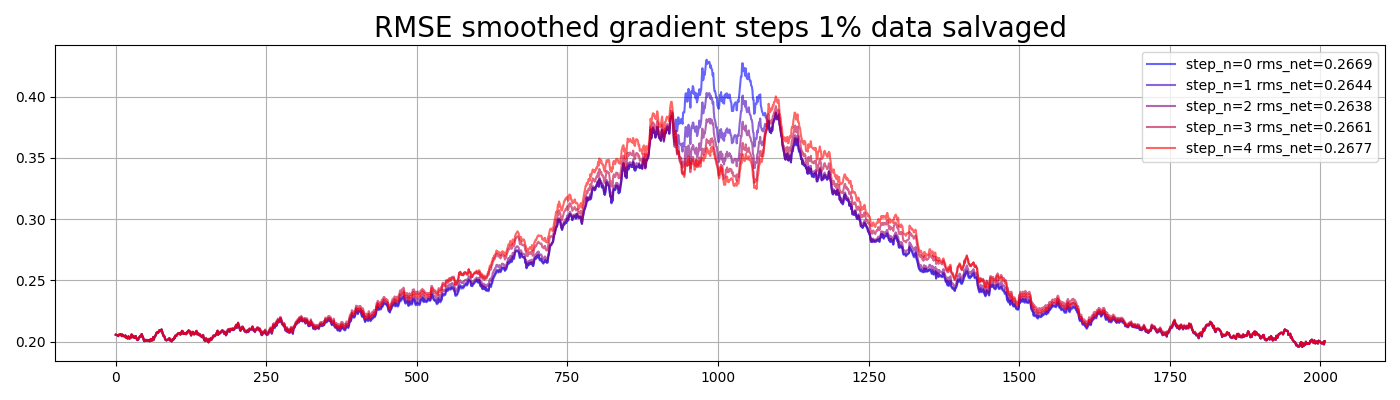 RMSE smoothed gradient steps 1% data salvaged
step_n=0 rms_net=0.2669
step_n=1 rms_net=0.2644
step_n=2 rms_net=0.2638
step_n=3 rms_net=0.2661
step_n=4 rms_net=0.2677
0.40
0.35
0.30
0.25
0.20
0 250 500 750 1000 1250 1500 1750 2000